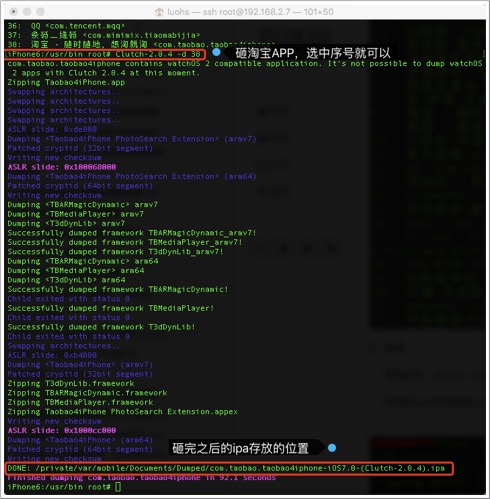 luohs — ssh root@192.168.2.7 — 101×50
36:  QQ <com.tencent.mqq>
37:  条码二维码 <com.mimimix.tiaomabijia>
38:  淘宝 - 随时随地，想淘就淘 <com.taobao.taobao4iphone>
iPhone6:/usr/bin root# Clutch-2.0.4 -d 38
砸淘宝APP，选中序号就可以
com.taobao.taobao4iphone contains watchOS 2 compatible application. It's not possible to dump watchOS
2 apps with Clutch 2.0.4 at this moment.
Zipping Taobao4iPhone.app
Swapping architectures..
Swapping architectures..
Swapping architectures..
Swapping architectures..
ASLR slide: 0xde000
Dumping <Taobao4iPhone PhotoSearch Extension> (armv7)
Patched cryptid (32bit segment)
Writing new checksum
ASLR slide: 0x100068000
Dumping <Taobao4iPhone PhotoSearch Extension> (arm64)
Patched cryptid (64bit segment)
Writing new checksum
Dumping <TBARMagicDynamic> armv7
Dumping <TBMediaPlayer> armv7
Dumping <T3dDynLib> armv7
Successfully dumped framework TBARMagicDynamic_armv7!
Successfully dumped framework TBMediaPlayer_armv7!
Successfully dumped framework T3dDynLib_armv7!
Dumping <TBARMagicDynamic> arm64
Dumping <TBMediaPlayer> arm64
Dumping <T3dDynLib> arm64
Successfully dumped framework TBARMagicDynamic!
Child exited with status 0
Successfully dumped framework TBMediaPlayer!
Child exited with status 0
Successfully dumped framework T3dDynLib!
Child exited with status 0
Swapping architectures..
ASLR slide: 0xb4000
Dumping <Taobao4iPhone> (armv7)
Patched cryptid (32bit segment)
Writing new checksum
Zipping T3dDynLib.framework
Zipping TBARMagicDynamic.framework
Zipping TBMediaPlayer.framework
Zipping Taobao4iPhone PhotoSearch Extension.appex
Writing new checksum
ASLR slide: 0x1000cc000
Dumping <Taobao4iPhone> (arm64)
Patched cryptid (64bit segment)
砸完之后的ipa存放的位置
Writing new checksum
DONE: /private/var/mobile/Documents/Dumped/com.taobao.taobao4iphone-iOS7.0-(Clutch-2.0.4).ipa
Finished dumping com.taobao.taobao4iphone in 92.1 seconds
iPhone6:/usr/bin root#